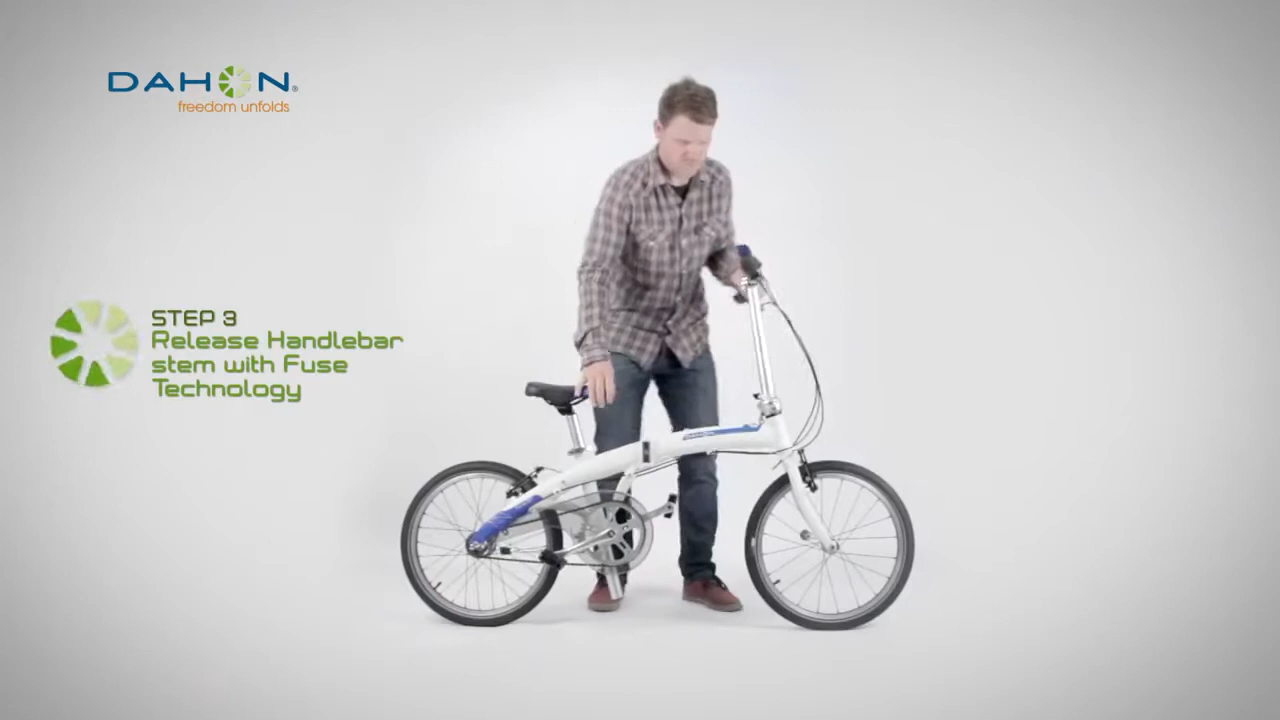 DAHON®
freedom unfolds
STEP 3
Release Handlebar
stem with Fuse
Technology